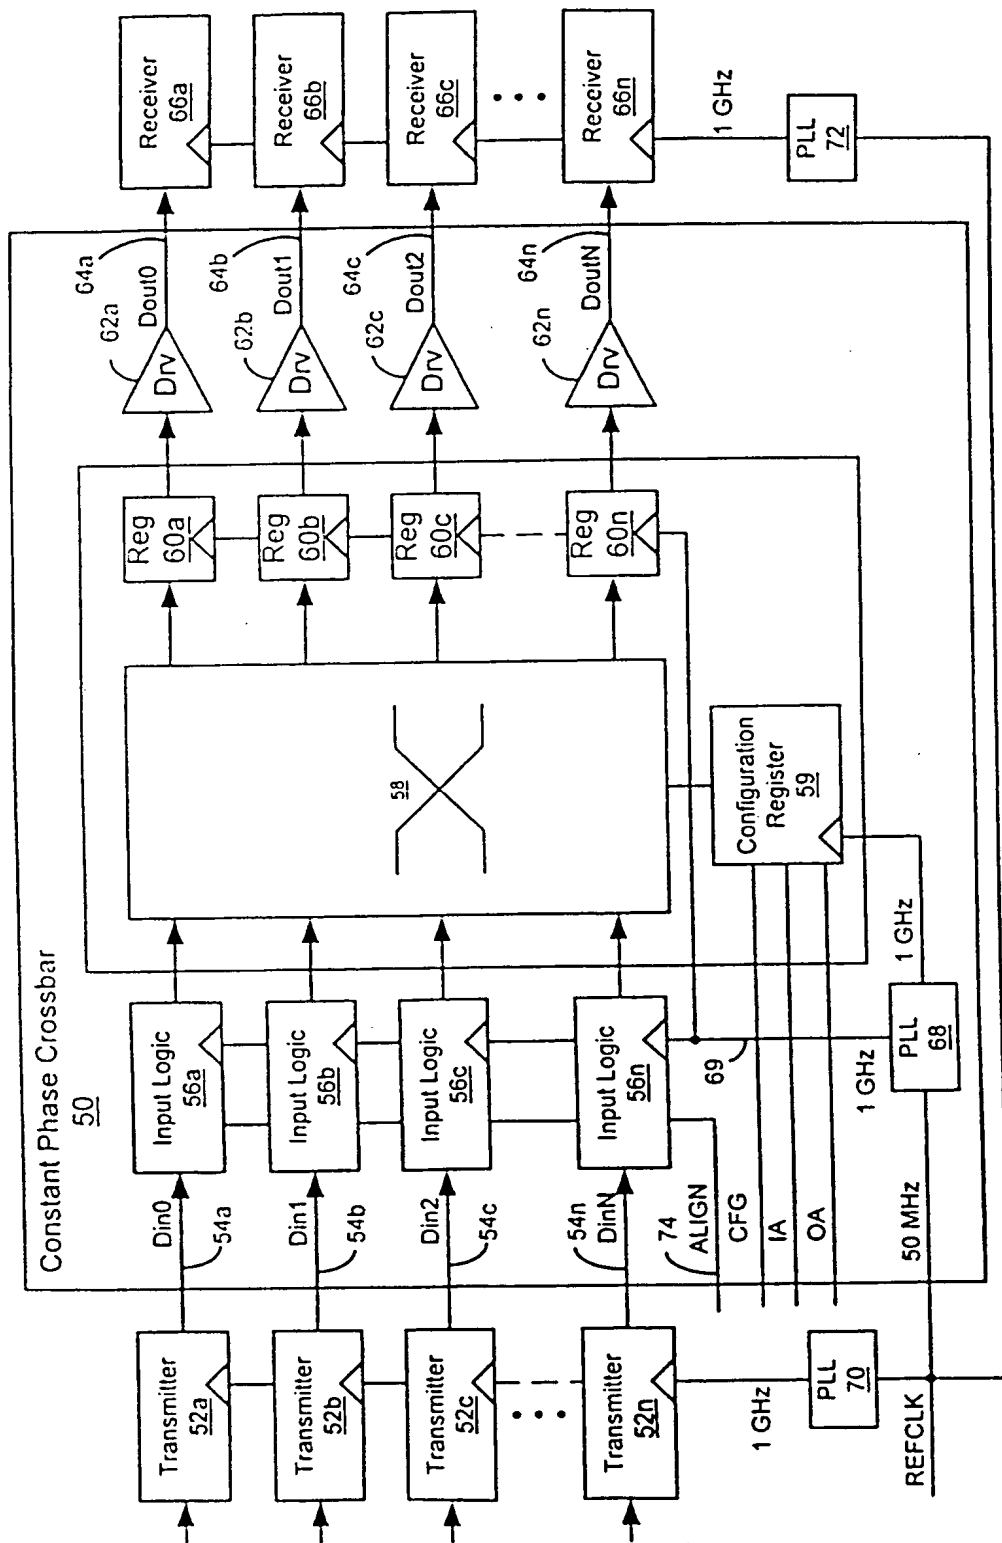 Constant Phase Crossbar
50
Transmitter
52a
Transmitter
52b
Transmitter
52c
Transmitter
52n
Din0
54a
Din1
54b
Din2
54c
54n
DinN
Input Logic
56a
Input Logic
56b
Input Logic
56c
Input Logic
56n
58
Reg
60a
Reg
60b
Reg
60c
Reg
60n
62a
Drv
62b
Drv
62c
Drv
62n
Drv
Dout0
64a
Dout1
64b
Dout2
64c
DoutN
64n
Receiver
66a
Receiver
66b
Receiver
66c
Receiver
66n
74
ALIGN
CFG
IA
OA
69
Configuration
Register
59
1 GHz
PLL
70
REFCLK
50 MHz
1 GHz
PLL
68
1 GHz
1 GHz
PLL
72